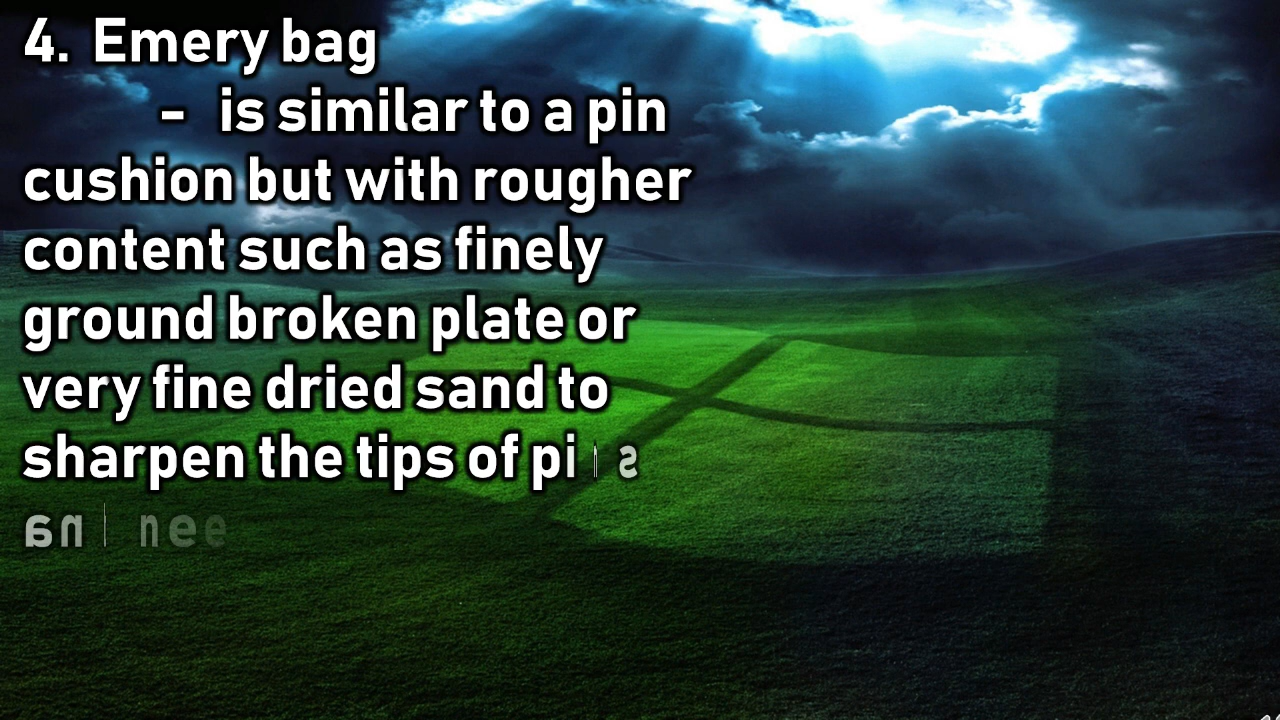 4. Emery bag
- is similar to a pin
cushion but with rougher
content such as finely
ground broken plate or
very fine dried sand to
sharpen the tips of